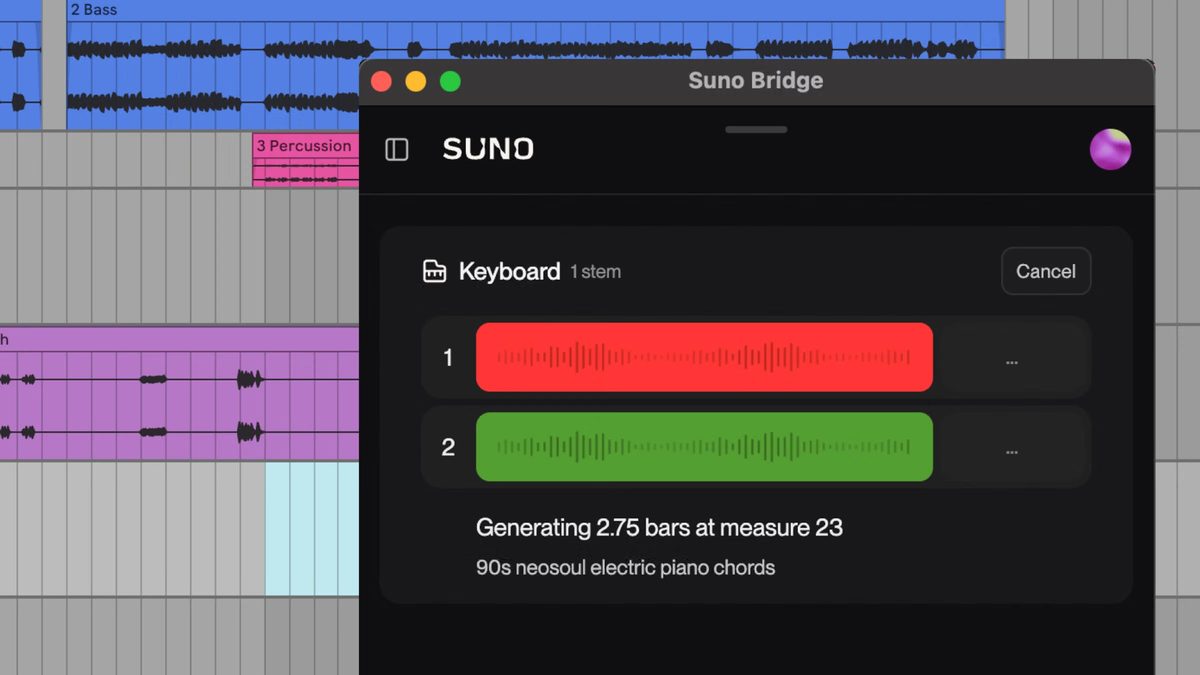 2 Bass
Suno Bridge
3 Percussion
SUNO
Keyboard 1 stem
Cancel
h
1
...
2
...
Generating 2.75 bars at measure 23
90s neosoul electric piano chords